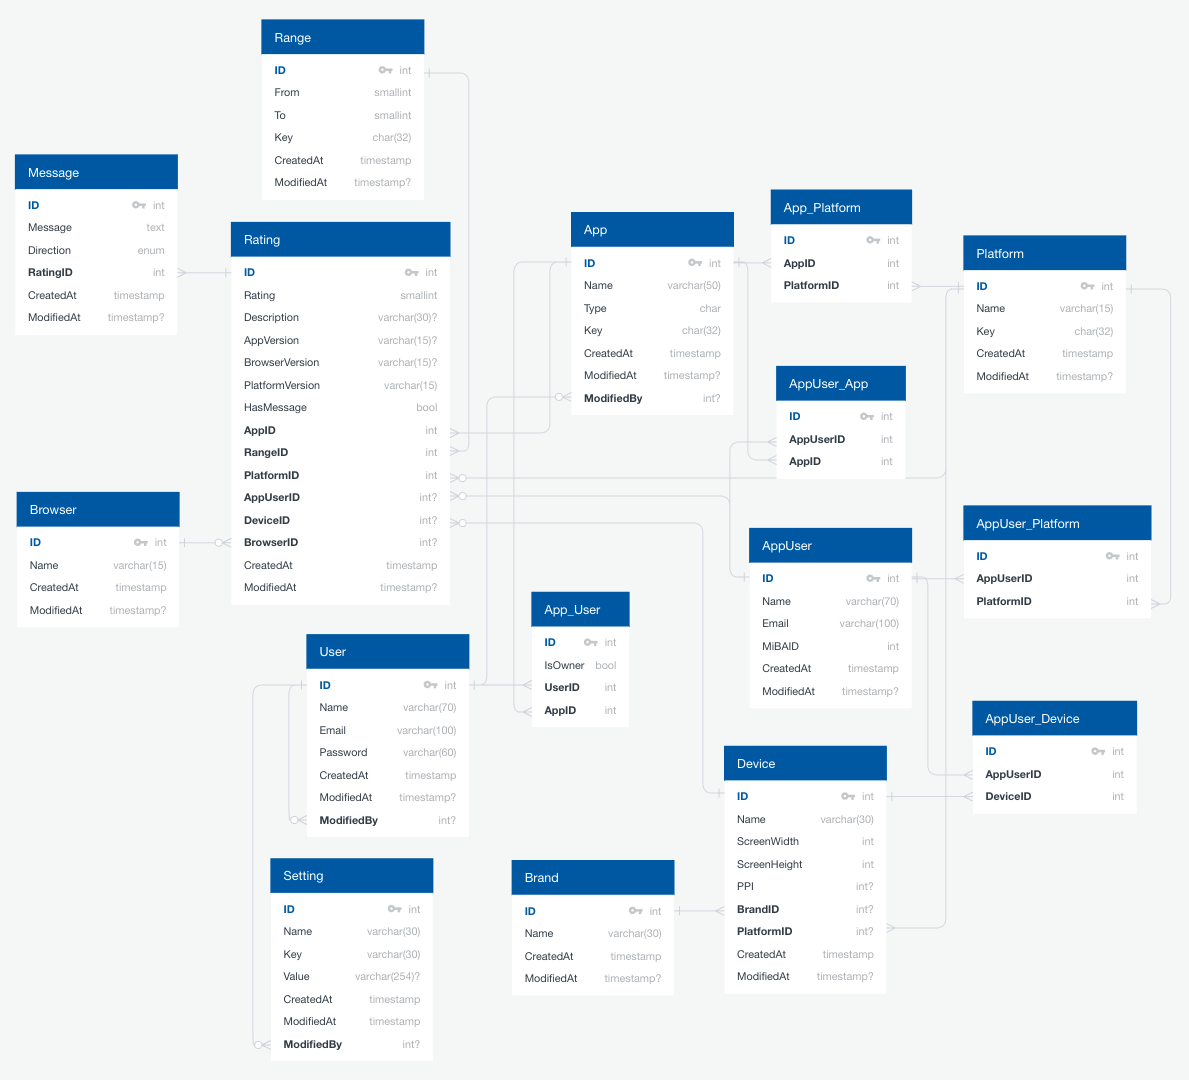 Range
ID int
From smallint
To smallint
Key char(32)
CreatedAt timestamp
ModifiedAt timestamp?
Message
ID int
Message text
Direction enum
RatingID int
CreatedAt timestamp
ModifiedAt timestamp?
Rating
ID int
Rating smallint
Description varchar(30)?
AppVersion varchar(15)?
BrowserVersion varchar(15)?
PlatformVersion varchar(15)
HasMessage bool
AppID int
RangeID int
PlatformID int
AppUserID int?
DeviceID int?
BrowserID int?
CreatedAt timestamp
ModifiedAt timestamp?
App
ID int
Name varchar(50)
Type char
Key char(32)
CreatedAt timestamp
ModifiedAt timestamp?
ModifiedBy int?
App_Platform
ID int
AppID int
PlatformID int
Platform
ID int
Name varchar(15)
Key char(32)
CreatedAt timestamp
ModifiedAt timestamp?
AppUser_App
ID int
AppUserID int
AppID int
Browser
ID int
Name varchar(15)
CreatedAt timestamp
ModifiedAt timestamp?
AppUser
ID int
Name varchar(70)
Email varchar(100)
MiBAID int
CreatedAt timestamp
ModifiedAt timestamp?
AppUser_Platform
ID int
AppUserID int
PlatformID int
App_User
ID int
IsOwner bool
UserID int
AppID int
User
ID int
Name varchar(70)
Email varchar(100)
Password varchar(60)
CreatedAt timestamp
ModifiedAt timestamp?
ModifiedBy int?
AppUser_Device
ID int
AppUserID int
DeviceID int
Device
ID int
Name varchar(30)
ScreenWidth int
ScreenHeight int
PPI int?
BrandID int?
PlatformID int?
CreatedAt timestamp
ModifiedAt timestamp?
Setting
ID int
Name varchar(30)
Key varchar(30)
Value varchar(254)?
CreatedAt timestamp
ModifiedAt timestamp
ModifiedBy int?
Brand
ID int
Name varchar(30)
CreatedAt timestamp
ModifiedAt timestamp?